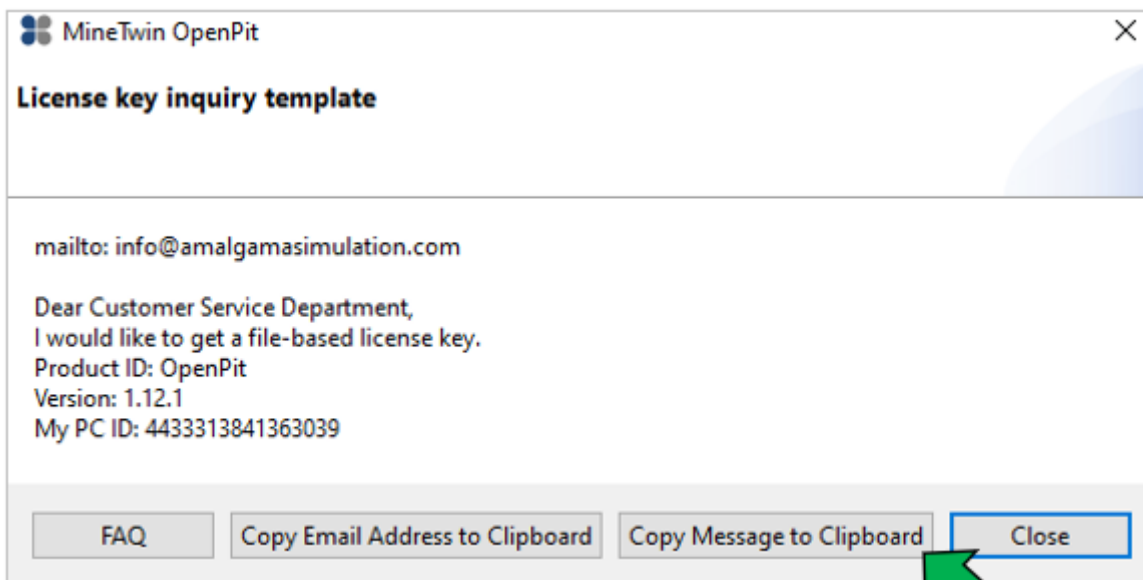 MineTwin OpenPit
License key inquiry template
mailto: info@amalgamasimulation.com
Dear Customer Service Department,
I would like to get a file-based license key.
Product ID: OpenPit
Version: 1.12.1
My PC ID: 4433313841363039
FAQ
Copy Email Address to Clipboard
Copy Message to Clipboard
Close